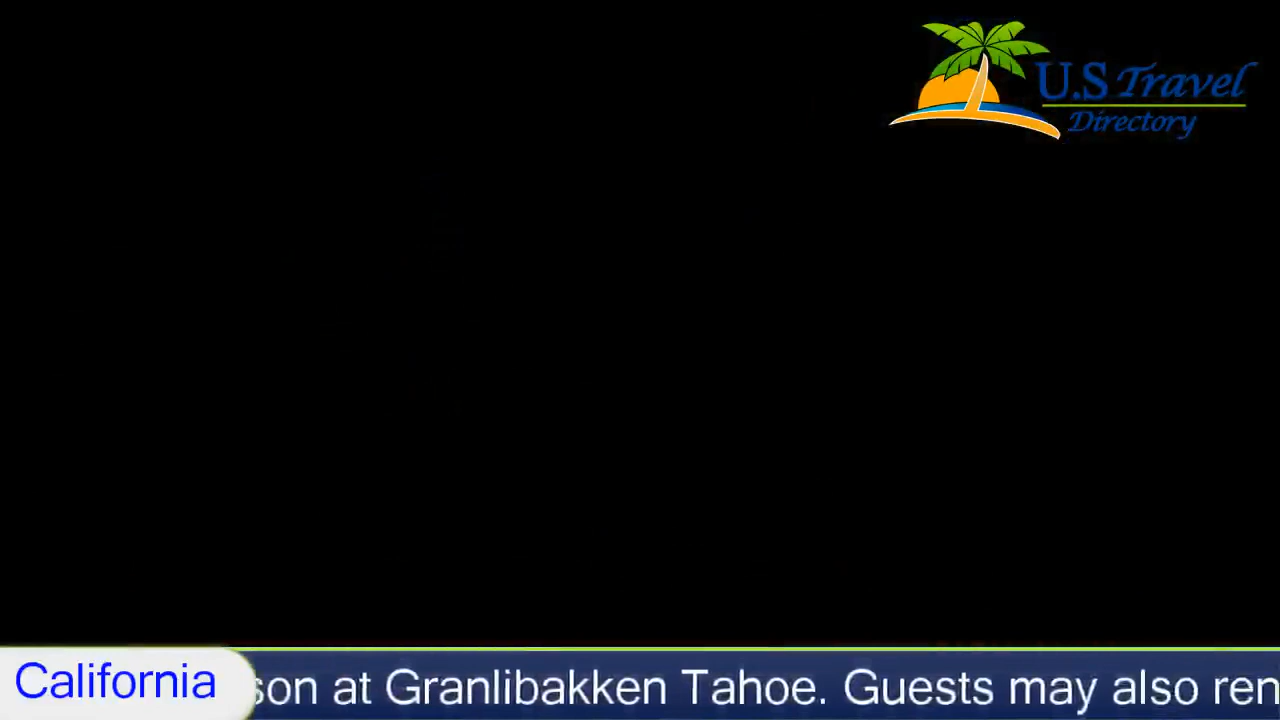 U.S Travel
Directory
California
son at Granlibakken Tahoe. Guests may also ren